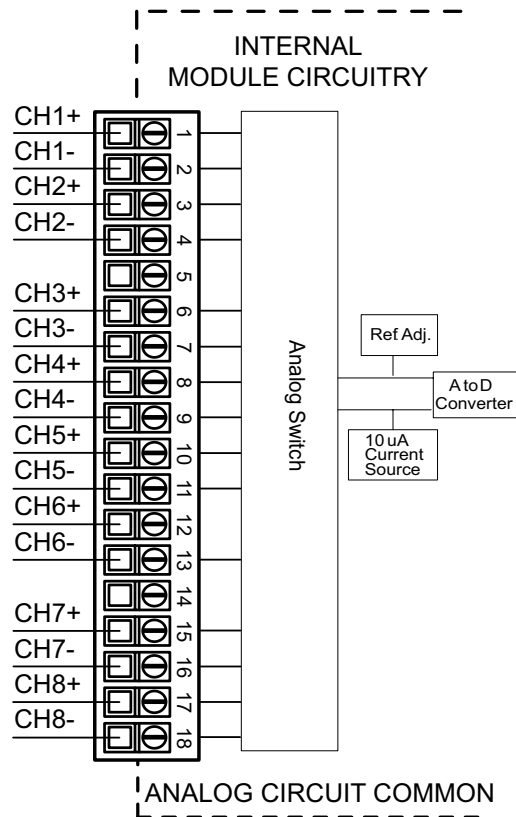 INTERNAL
MODULE CIRCUITRY
CH1+
1
CH1-
2
CH2+
3
CH2-
4
5
CH3+
6
CH3-
7
CH4+
8
CH4-
9
CH5+
10
CH5-
11
CH6+
12
CH6-
13
14
CH7+
15
CH7-
16
CH8+
17
CH8-
18
Analog Switch
Ref Adj.
A to D
Converter
10 uA
Current
Source
ANALOG CIRCUIT COMMON